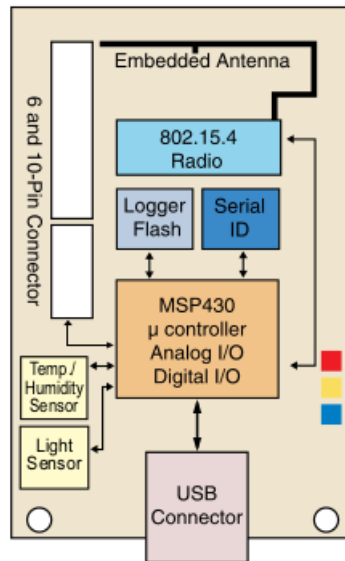 Embedded Antenna
6 and 10-Pin Connector
802.15.4
Radio
Logger
Flash
Serial
ID
MSP430
μ controller
Analog I/O
Digital I/O
Temp./
Humidity
Sensor
Light
Sensor
USB
Connector